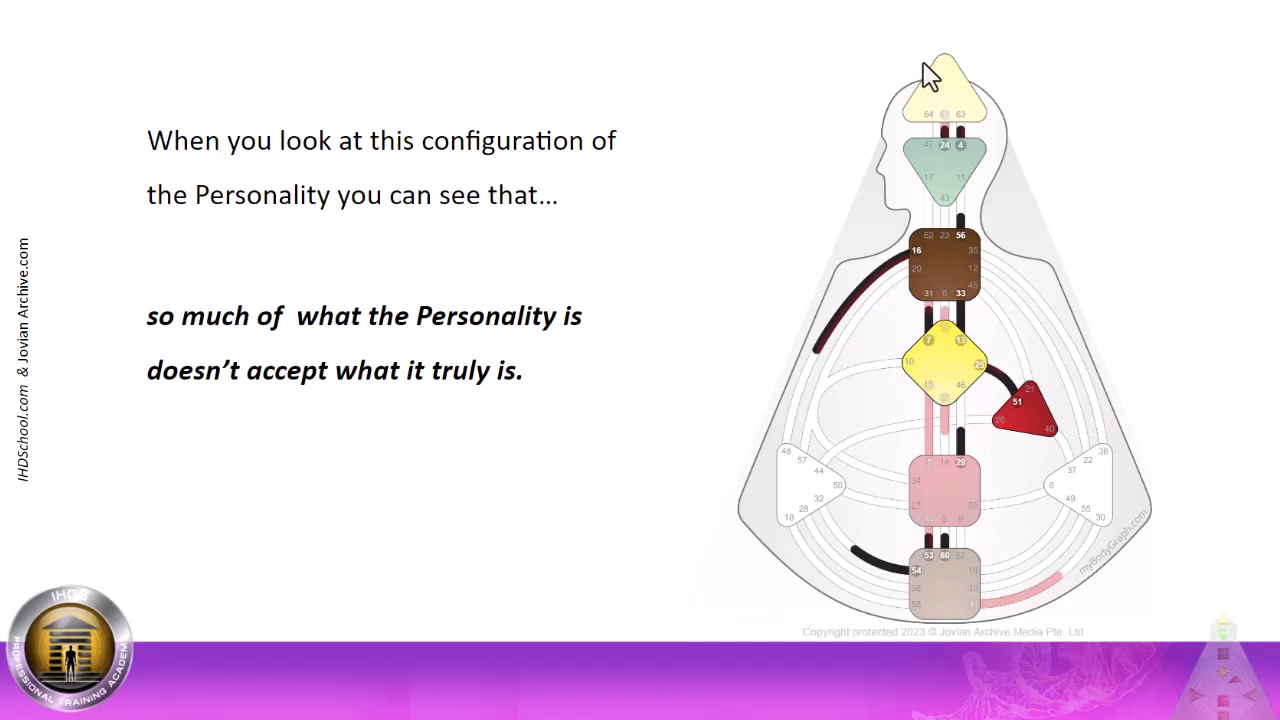 When you look at this configuration of
the Personality you can see that...
so much of what the Personality is
doesn't accept what it truly is.
IHDSchool.com & Jovian Archive.com
64 61 63
47 24 4
17 11
43
62 23 56
16 35
20 12
45
31 8 33
1
7 13
10 25
15 46
2
21
51
26 40
48
57
44
50
32
28
18
36
22
37
6
49
55
30
5 14 29
34
27 59
42 3 9
53 60 52
54 19
38 39
58 41
myBodyGraph.com
Copyright protected 2023 © Jovian Archive Media Pte. Ltd
IHDS
PROFESSIONAL TRAINING ACADEMY